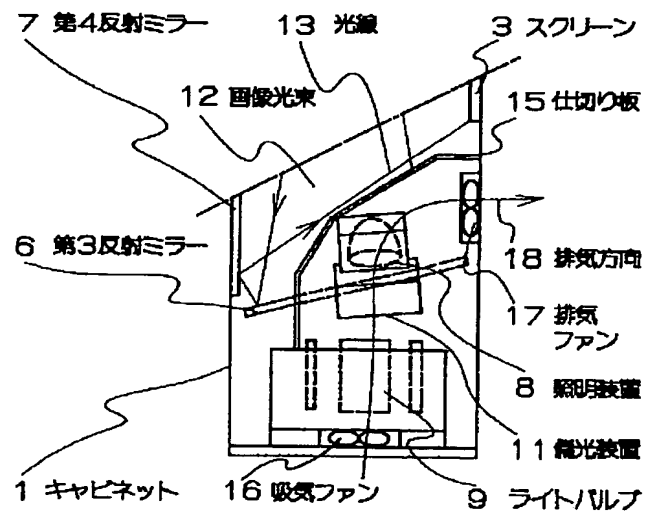 7 第4反射ミラー
13 光線
3 スクリーン
12 画像光束
15 仕切り板
6 第3反射ミラー
18 排気方向
17 排気
ファン
8 照明装置
11 偏光装置
1 キャビネット
16 吸気ファン
9 ライトバルブ